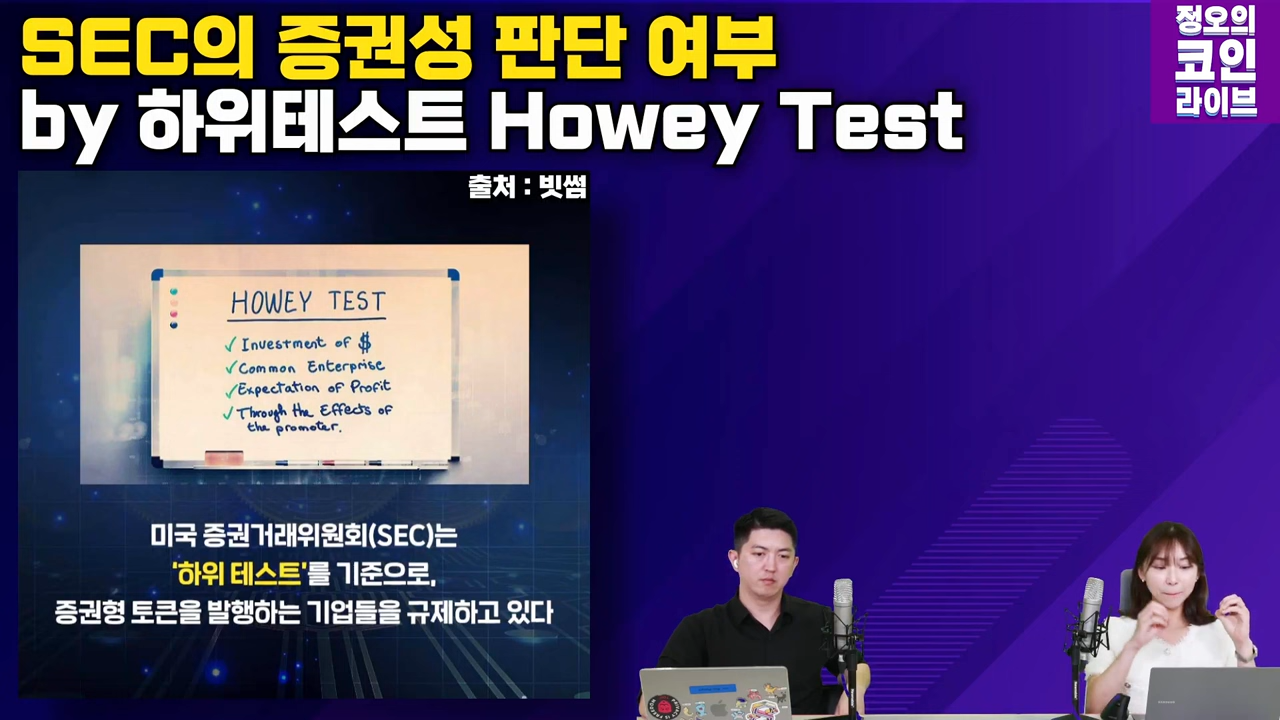 SEC의 증권성 판단 여부
by 하위테스트 Howey Test
정오의
코인
라이브
출처 : 빗썸
HOWEY TEST
✓ Investment of $
✓ Common Enterprise
✓ Expectation of Profit
✓ Through the Effects of
the promoter.
미국 증권거래위원회(SEC)는
‘하위 테스트’를 기준으로,
증권형 토큰을 발행하는 기업들을 규제하고 있다